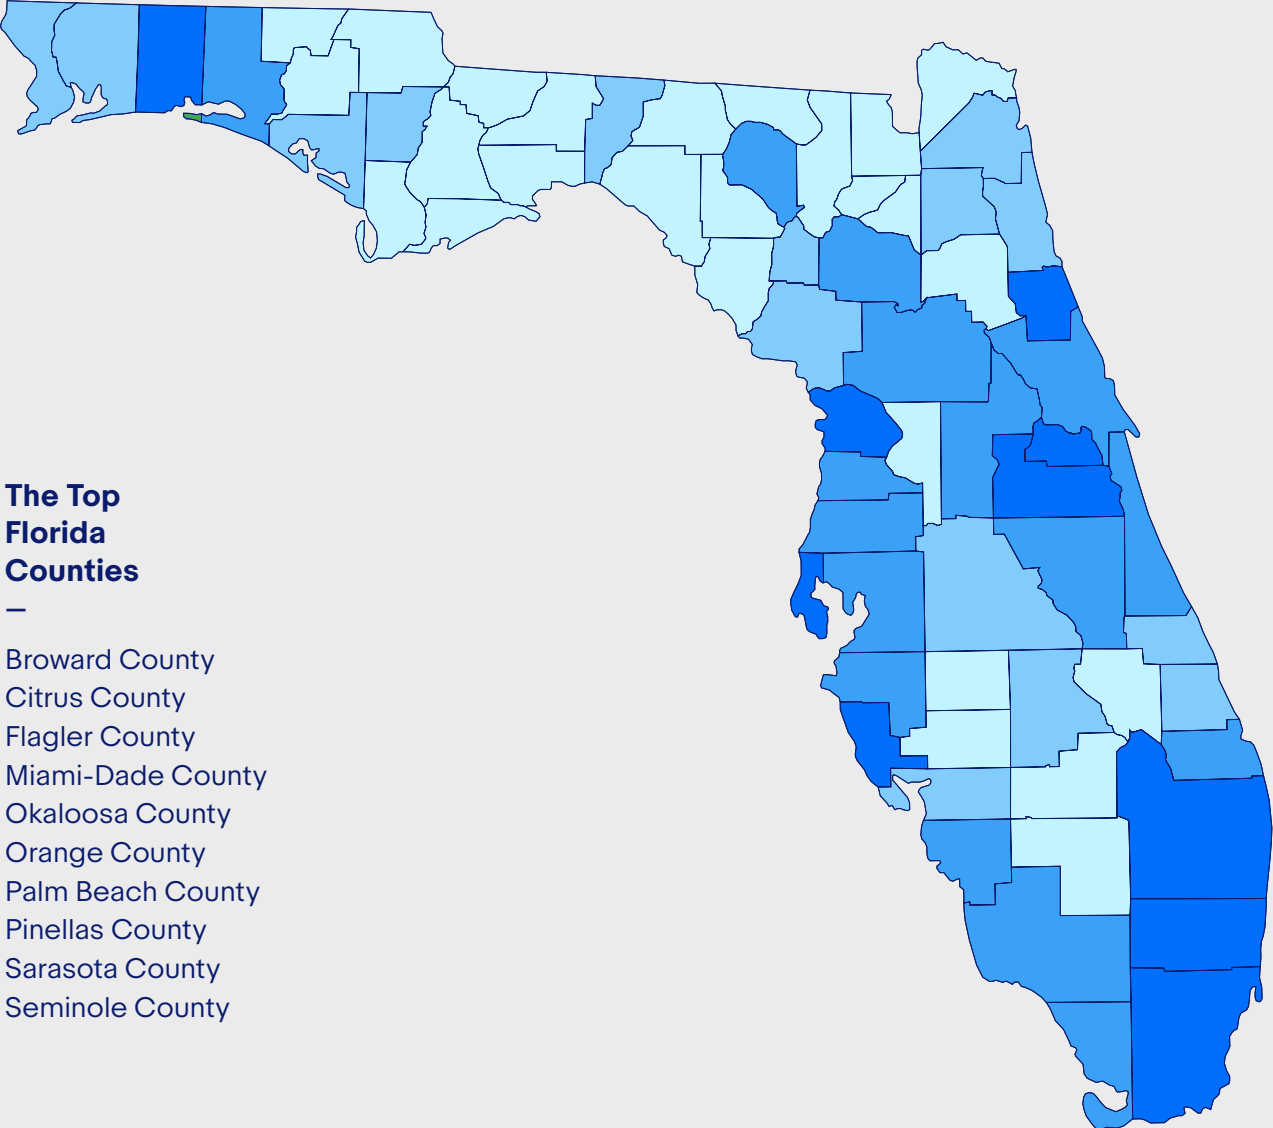 The Top
Florida
Counties
—
Broward County
Citrus County
Flagler County
Miami-Dade County
Okaloosa County
Orange County
Palm Beach County
Pinellas County
Sarasota County
Seminole County